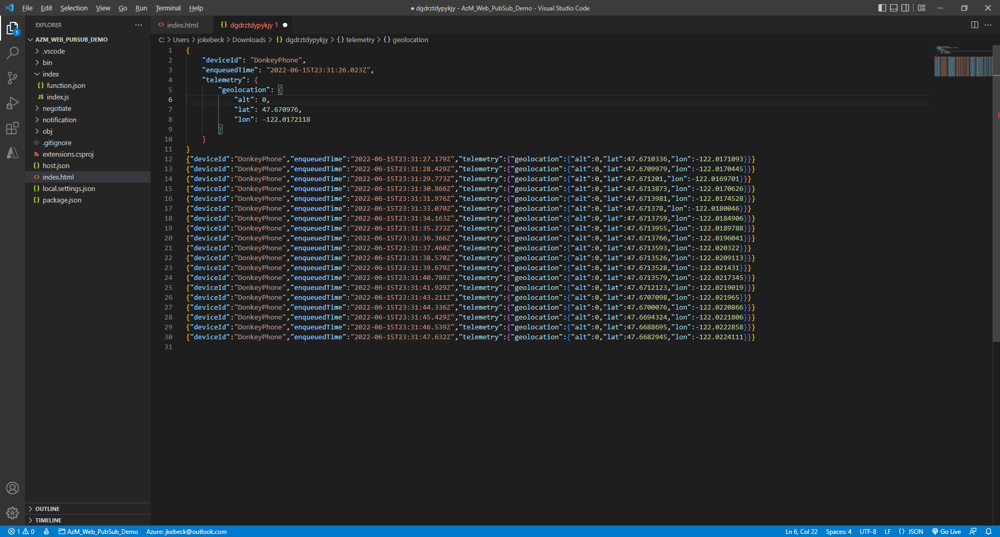 File Edit Selection View Go Run Terminal Help
● dgdrztdypykjy - AzM_Web_PubSub_Demo - Visual Studio Code
EXPLORER
1
AZM_WEB_PUBSUB_DEMO
.vscode
bin
index
{} function.json
JS index.js
negotiate
notification
obj
.gitignore
extensions.csproj
{} host.json
<> index.html
{} local.settings.json
{} package.json
OUTLINE
TIMELINE
<> index.html
{} dgdrztdypykjy 1 ●
C: > Users > jokebeck > Downloads > {} dgdrztdypykjy > {} telemetry > {} geolocation
1 {
2 "deviceId": "DonkeyPhone",
3 "enqueuedTime": "2022-06-15T23:31:26.023Z",
4 "telemetry": {
5 "geolocation": {
6 "alt": 0,
7 "lat": 47.670976,
8 "lon": -122.0172118
9 }
10 }
11 }
12 {"deviceId":"DonkeyPhone","enqueuedTime":"2022-06-15T23:31:27.179Z","telemetry":{"geolocation":{"alt":0,"lat":47.6710336,"lon":-122.0171093}}}
13 {"deviceId":"DonkeyPhone","enqueuedTime":"2022-06-15T23:31:28.429Z","telemetry":{"geolocation":{"alt":0,"lat":47.6709979,"lon":-122.0170445}}}
14 {"deviceId":"DonkeyPhone","enqueuedTime":"2022-06-15T23:31:29.773Z","telemetry":{"geolocation":{"alt":0,"lat":47.671201,"lon":-122.0169701}}}
15 {"deviceId":"DonkeyPhone","enqueuedTime":"2022-06-15T23:31:30.866Z","telemetry":{"geolocation":{"alt":0,"lat":47.6713873,"lon":-122.0170626}}}
16 {"deviceId":"DonkeyPhone","enqueuedTime":"2022-06-15T23:31:31.976Z","telemetry":{"geolocation":{"alt":0,"lat":47.6713981,"lon":-122.0174528}}}
17 {"deviceId":"DonkeyPhone","enqueuedTime":"2022-06-15T23:31:33.070Z","telemetry":{"geolocation":{"alt":0,"lat":47.671378,"lon":-122.0180046}}}
18 {"deviceId":"DonkeyPhone","enqueuedTime":"2022-06-15T23:31:34.163Z","telemetry":{"geolocation":{"alt":0,"lat":47.6713759,"lon":-122.0184906}}}
19 {"deviceId":"DonkeyPhone","enqueuedTime":"2022-06-15T23:31:35.273Z","telemetry":{"geolocation":{"alt":0,"lat":47.6713955,"lon":-122.0189788}}}
20 {"deviceId":"DonkeyPhone","enqueuedTime":"2022-06-15T23:31:36.366Z","telemetry":{"geolocation":{"alt":0,"lat":47.6713766,"lon":-122.0196041}}}
21 {"deviceId":"DonkeyPhone","enqueuedTime":"2022-06-15T23:31:37.460Z","telemetry":{"geolocation":{"alt":0,"lat":47.6713593,"lon":-122.020322}}}
22 {"deviceId":"DonkeyPhone","enqueuedTime":"2022-06-15T23:31:38.570Z","telemetry":{"geolocation":{"alt":0,"lat":47.6713526,"lon":-122.0209113}}}
23 {"deviceId":"DonkeyPhone","enqueuedTime":"2022-06-15T23:31:39.679Z","telemetry":{"geolocation":{"alt":0,"lat":47.6713528,"lon":-122.021431}}}
24 {"deviceId":"DonkeyPhone","enqueuedTime":"2022-06-15T23:31:40.789Z","telemetry":{"geolocation":{"alt":0,"lat":47.6713579,"lon":-122.0217345}}}
25 {"deviceId":"DonkeyPhone","enqueuedTime":"2022-06-15T23:31:41.929Z","telemetry":{"geolocation":{"alt":0,"lat":47.6712123,"lon":-122.0219019}}}
26 {"deviceId":"DonkeyPhone","enqueuedTime":"2022-06-15T23:31:43.211Z","telemetry":{"geolocation":{"alt":0,"lat":47.6707098,"lon":-122.021965}}}
27 {"deviceId":"DonkeyPhone","enqueuedTime":"2022-06-15T23:31:44.336Z","telemetry":{"geolocation":{"alt":0,"lat":47.6700076,"lon":-122.0220866}}}
28 {"deviceId":"DonkeyPhone","enqueuedTime":"2022-06-15T23:31:45.429Z","telemetry":{"geolocation":{"alt":0,"lat":47.6694324,"lon":-122.0221806}}}
29 {"deviceId":"DonkeyPhone","enqueuedTime":"2022-06-15T23:31:46.539Z","telemetry":{"geolocation":{"alt":0,"lat":47.6688695,"lon":-122.0222858}}}
30 {"deviceId":"DonkeyPhone","enqueuedTime":"2022-06-15T23:31:47.632Z","telemetry":{"geolocation":{"alt":0,"lat":47.6682945,"lon":-122.0224111}}}
31
1 0 AzM_Web_PubSub_Demo Azure: jkebeck@outlook.com
Ln 6, Col 22 Spaces: 4 UTF-8 LF {} JSON Go Live